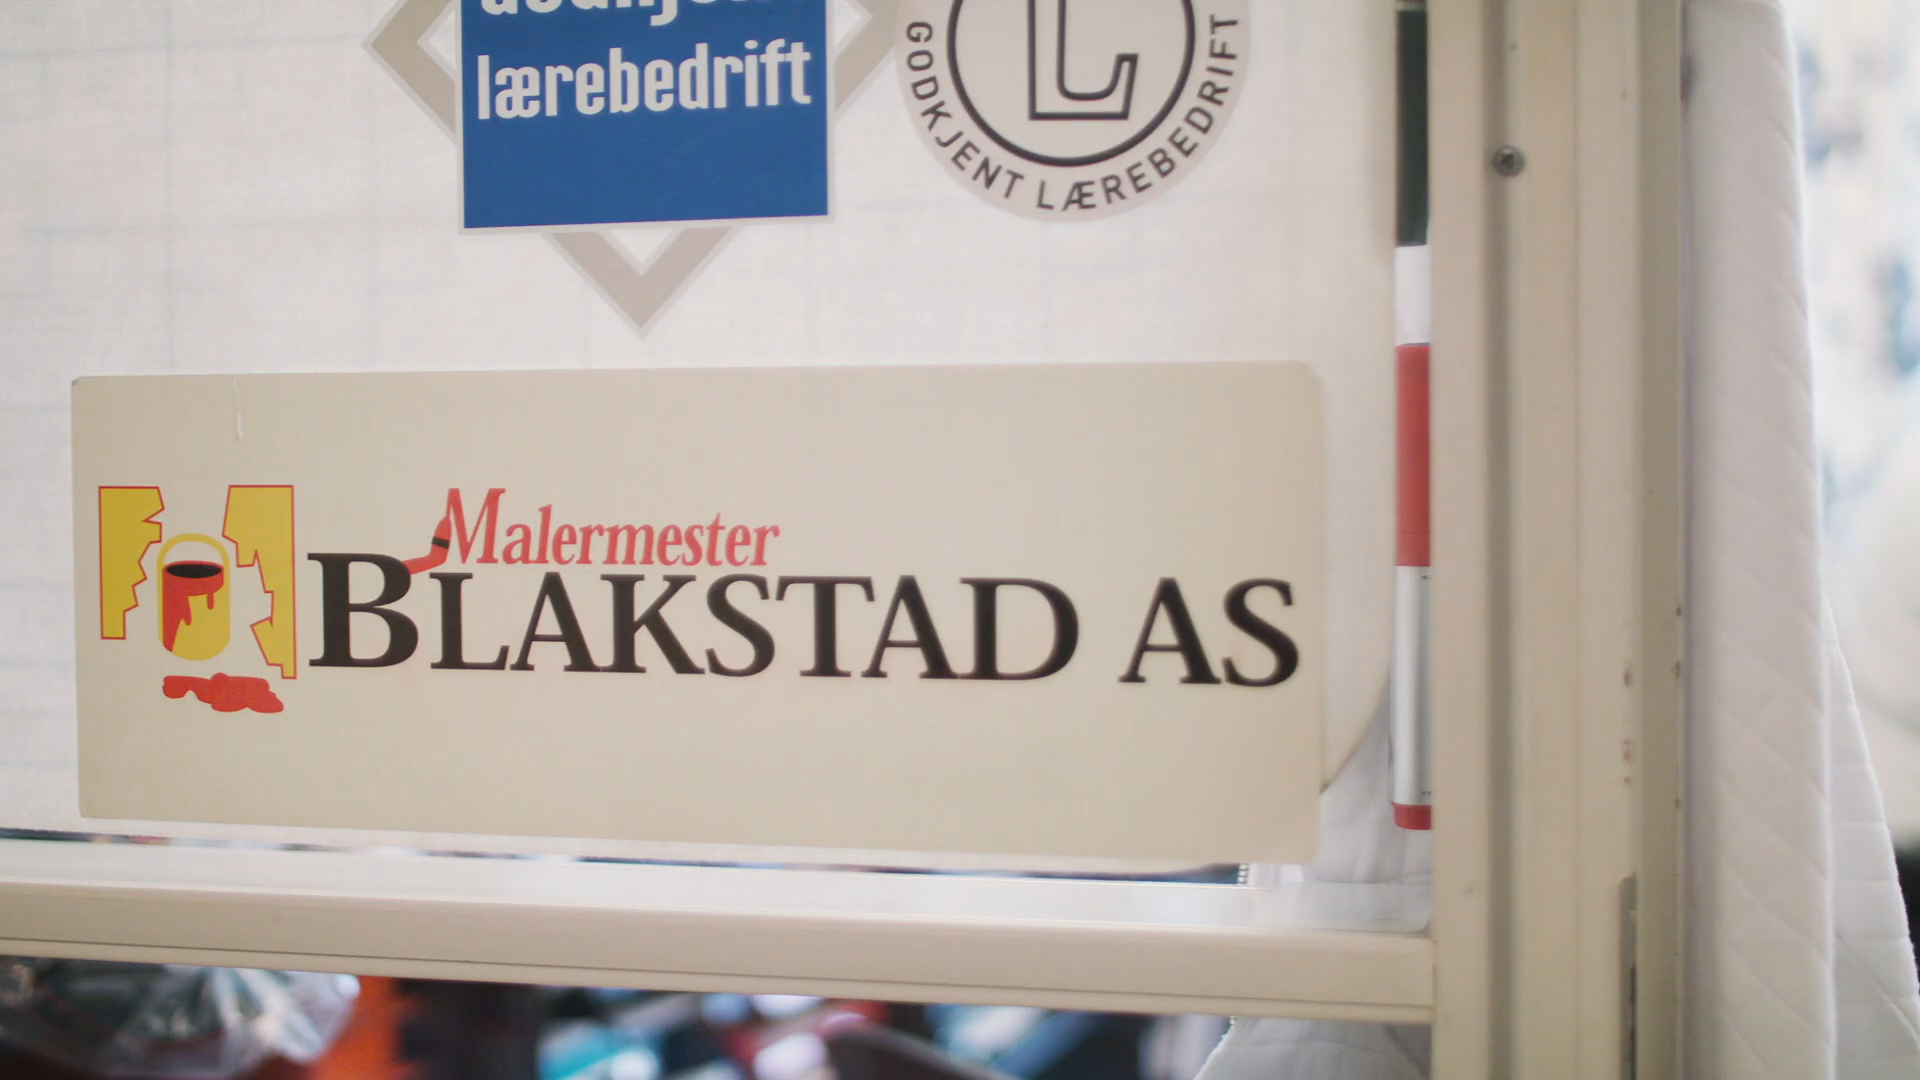 lærebedrift
L
GODKJENT LÆREBEDRIFT
Malermester
BLAKSTAD AS